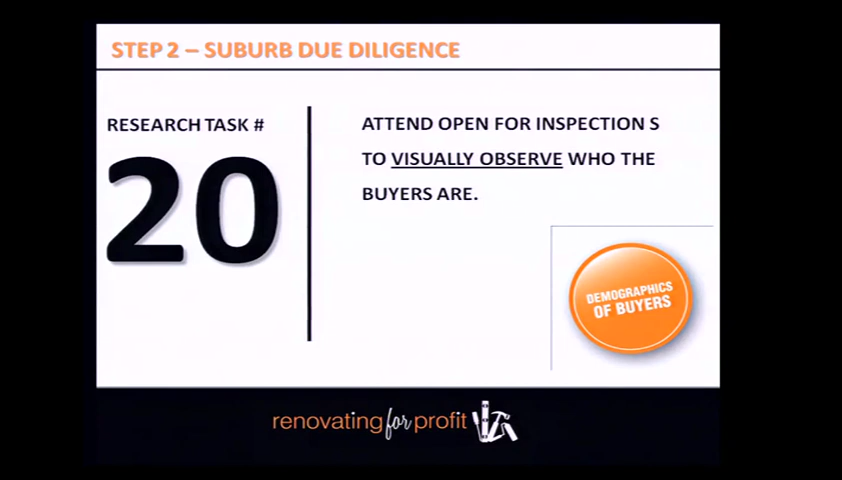 STEP 2 – SUBURB DUE DILIGENCE
RESEARCH TASK #
20
ATTEND OPEN FOR INSPECTION S
TO VISUALLY OBSERVE WHO THE
BUYERS ARE.
DEMOGRAPHICS
OF BUYERS
renovating for profit